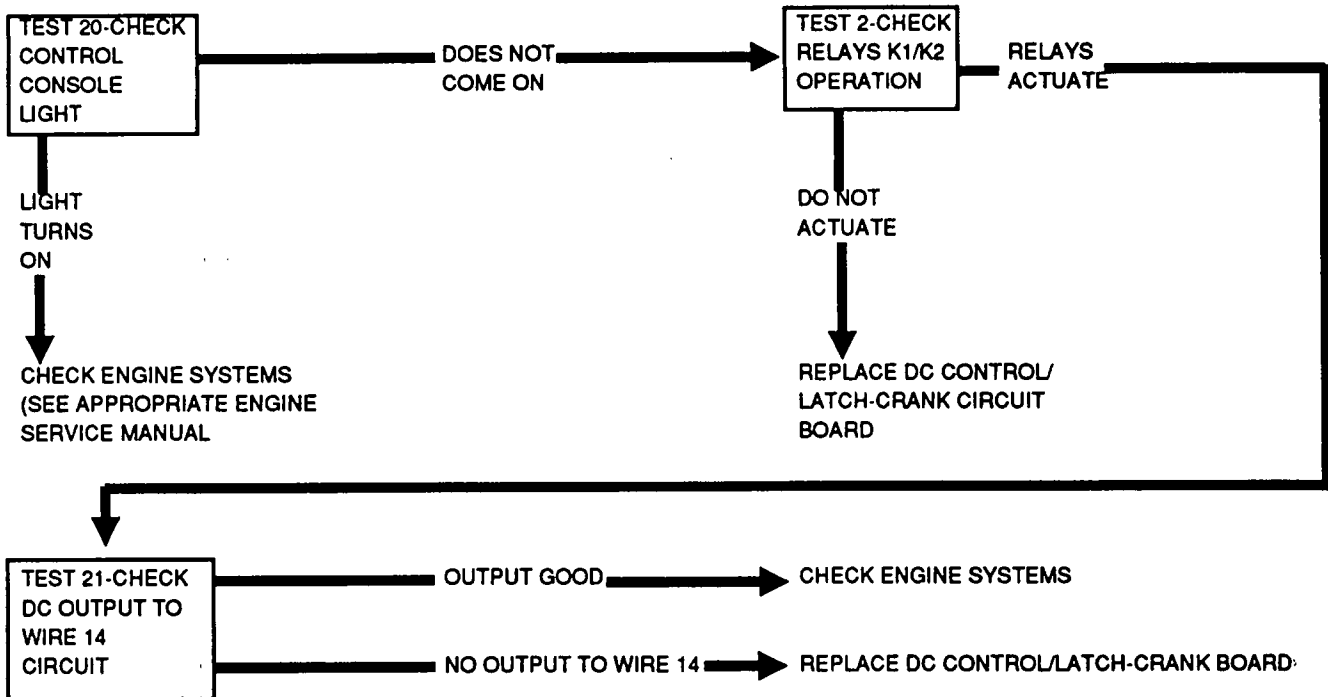 TEST 20-CHECK
CONTROL
CONSOLE
LIGHT
DOES NOT
COME ON
TEST 2-CHECK
RELAYS K1/K2
OPERATION
RELAYS
ACTUATE
LIGHT
TURNS
ON
DO NOT
ACTUATE
CHECK ENGINE SYSTEMS
(SEE APPROPRIATE ENGINE
SERVICE MANUAL
REPLACE DC CONTROL/
LATCH-CRANK CIRCUIT
BOARD
TEST 21-CHECK
DC OUTPUT TO
WIRE 14
CIRCUIT
OUTPUT GOOD
CHECK ENGINE SYSTEMS
NO OUTPUT TO WIRE 14
REPLACE DC CONTROL/LATCH-CRANK BOARD